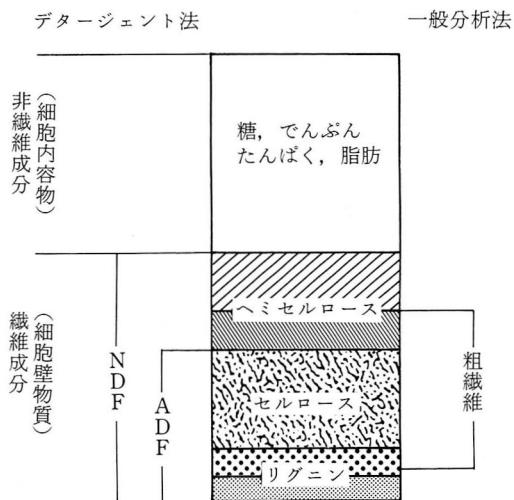 デタージェント法
一般分析法
非繊維成分
(細胞内容物)
糖,でんぷん
たんぱく,脂肪
ヘミセルロース
繊維成分
(細胞壁物質)
NDF
ADF
セルロース
リグニン
粗繊維